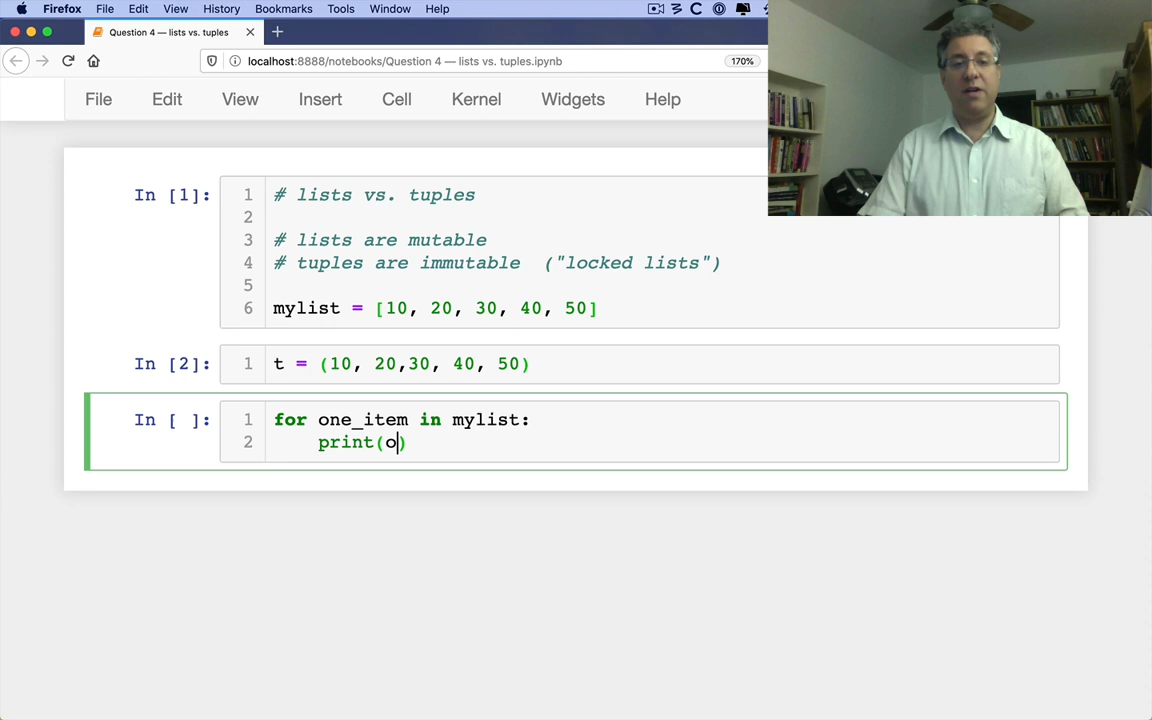 Firefox File Edit View History Bookmarks Tools Window Help
Question 4 — lists vs. tuples
localhost:8888/notebooks/Question 4 — lists vs. tuples.ipynb 170%
File Edit View Insert Cell Kernel Widgets Help
In [1]: 1 # lists vs. tuples
2
3 # lists are mutable
4 # tuples are immutable ("locked lists")
5
6 mylist = [10, 20, 30, 40, 50]
In [2]: 1 t = (10, 20,30, 40, 50)
In [ ]: 1 for one_item in mylist:
2 print(o)